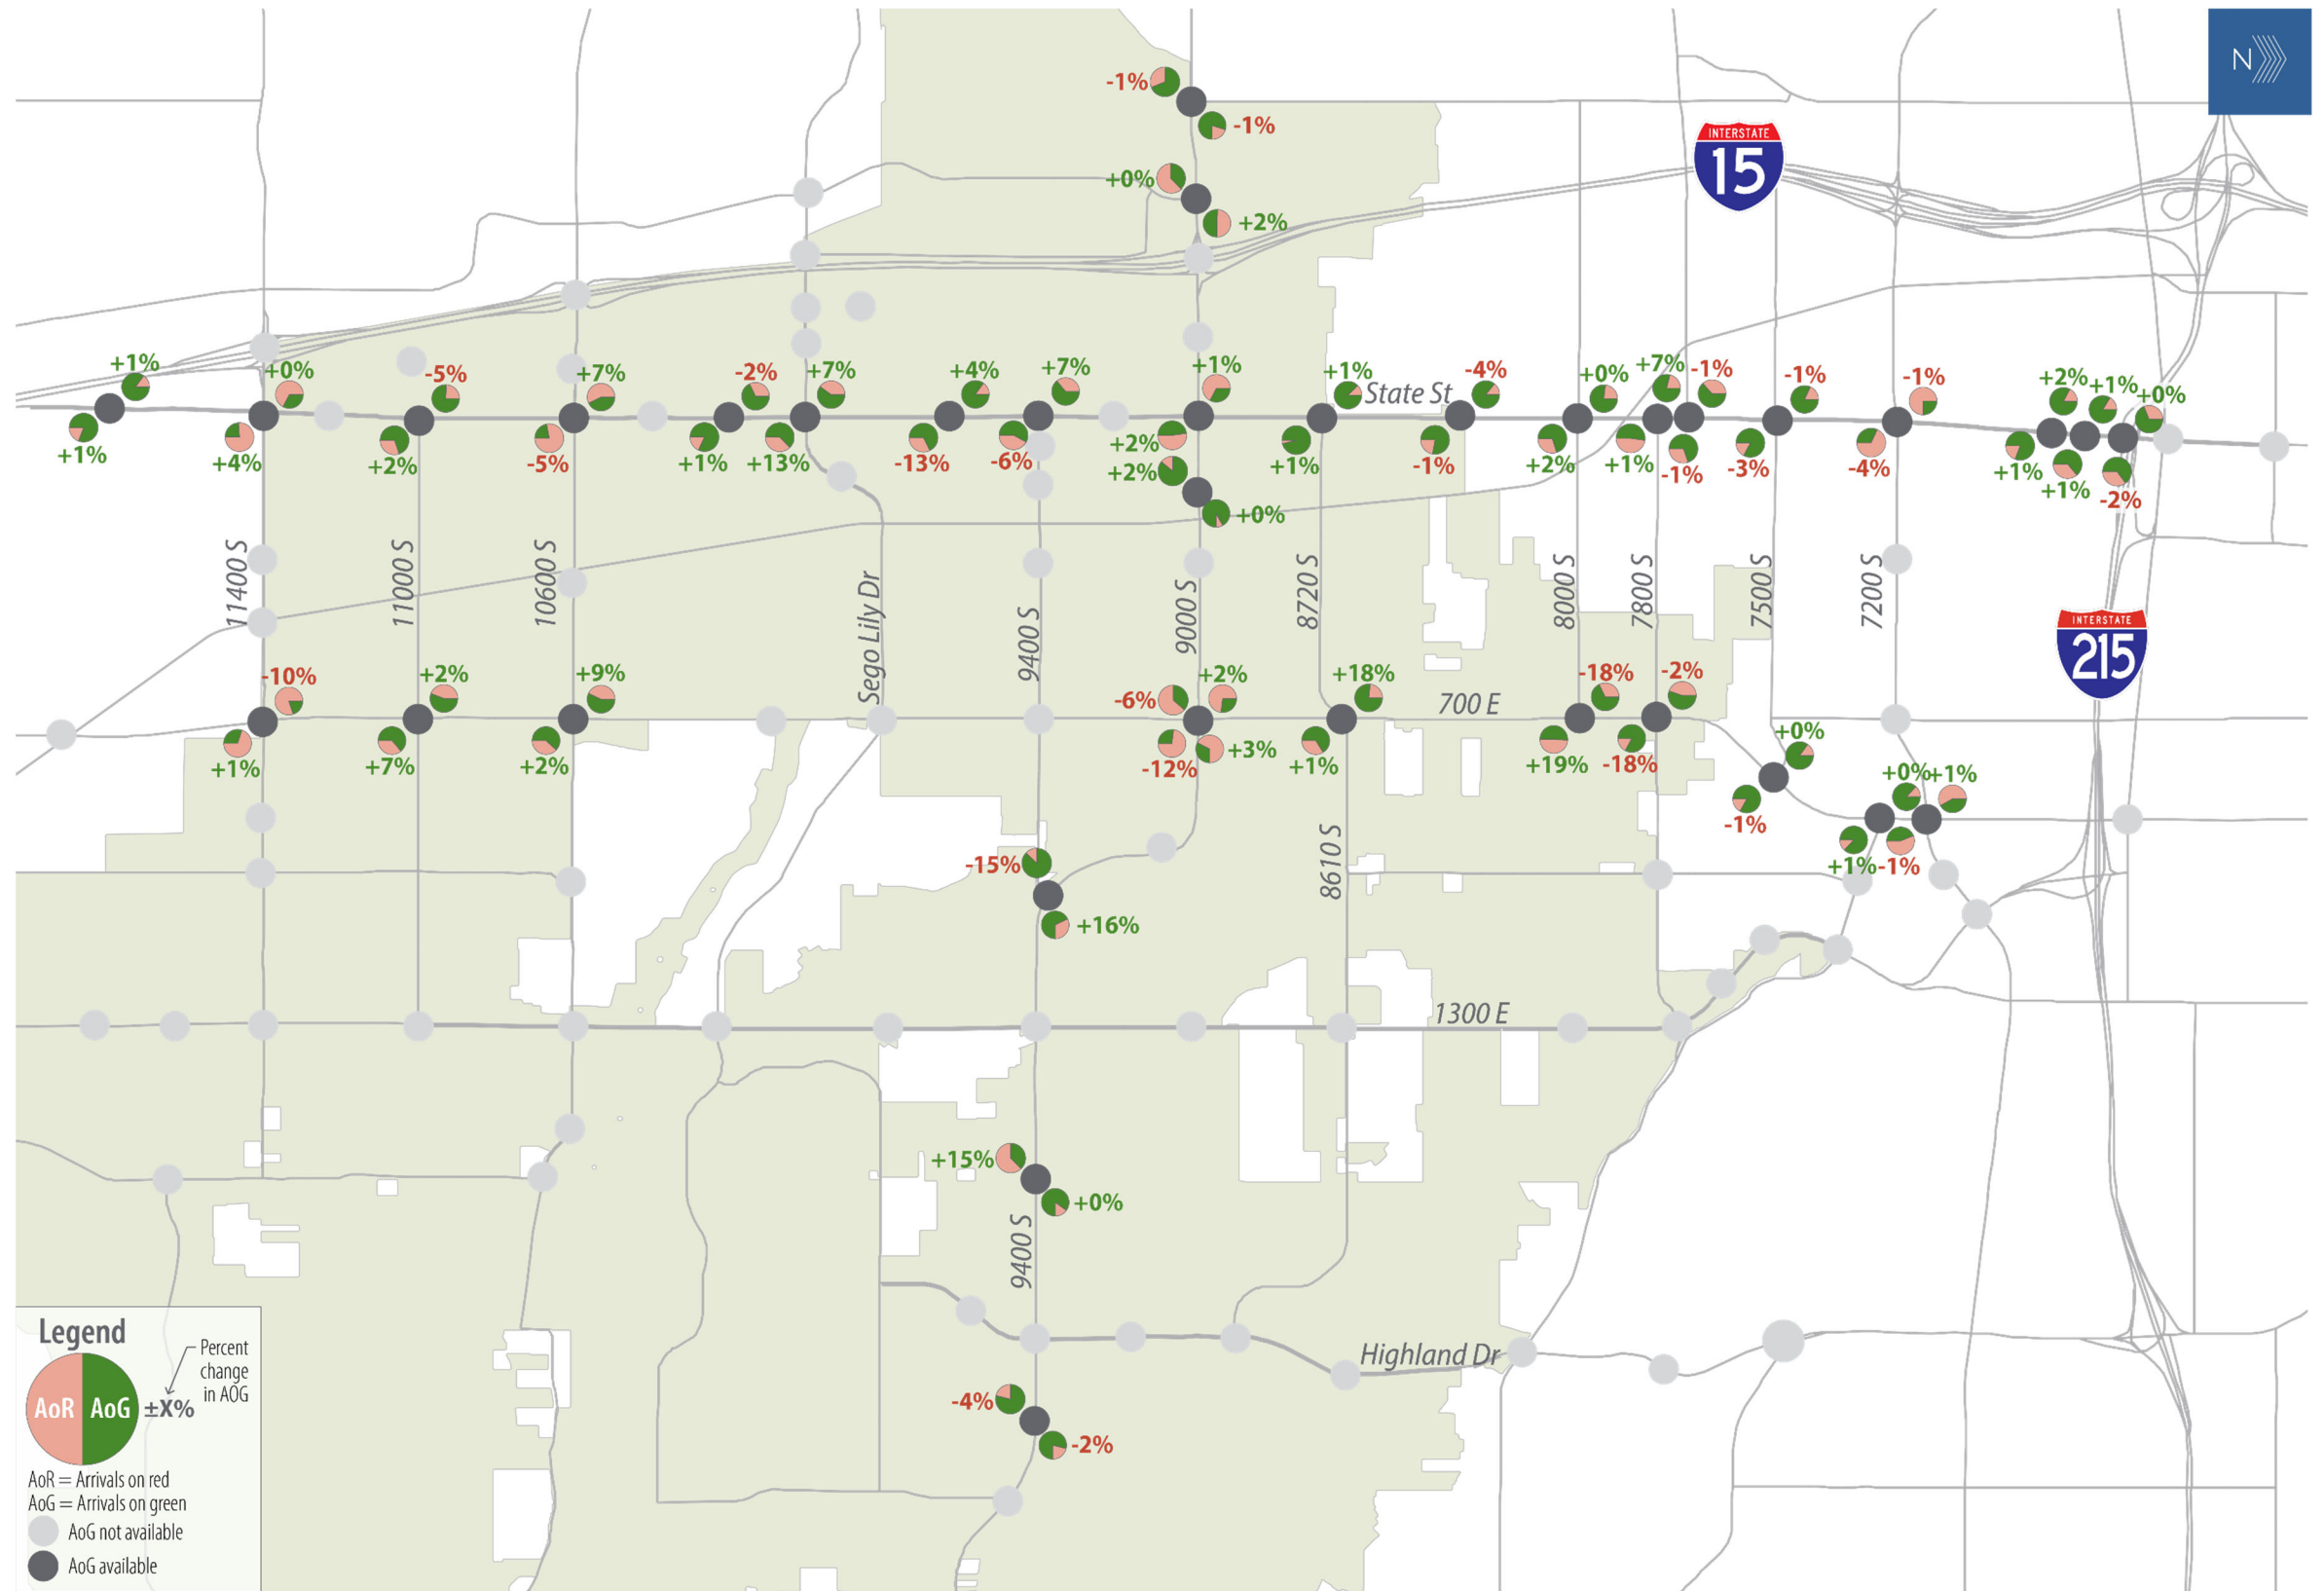 N
-1%
INTERSTATE
15
-1%
+0%
+2%
+1%
+0%
-5%
+7%
-2%
+7%
+4%
+7%
+1%
+1%
State St
-4%
+0%
+7%
-1%
-1%
-1%
+2%
+1%
+0%
+1%
+4%
+2%
-5%
+1%
+13%
-13%
-6%
+2%
+2%
+1%
-1%
+2%
+1%
-1%
-3%
-4%
+1%
+1%
-2%
+0%
11400 S
11000 S
10600 S
Sego Lily Dr
9400 S
9000 S
8720 S
8000 S
7800 S
7500 S
7200 S
INTERSTATE
215
-10%
+2%
+9%
-6%
+2%
+18%
700 E
-18%
-2%
+0%
+1%
+7%
+2%
-12%
+3%
+1%
+19%
-18%
+0%
+1%
-1%
+1%
-1%
8610 S
-15%
+16%
1300 E
+15%
+0%
9400 S
Highland Dr
-4%
-2%
Legend
Percent
change
in AOG
AoR
AoG
±X%
AoR = Arrivals on red
AoG = Arrivals on green
AoG not available
AoG available